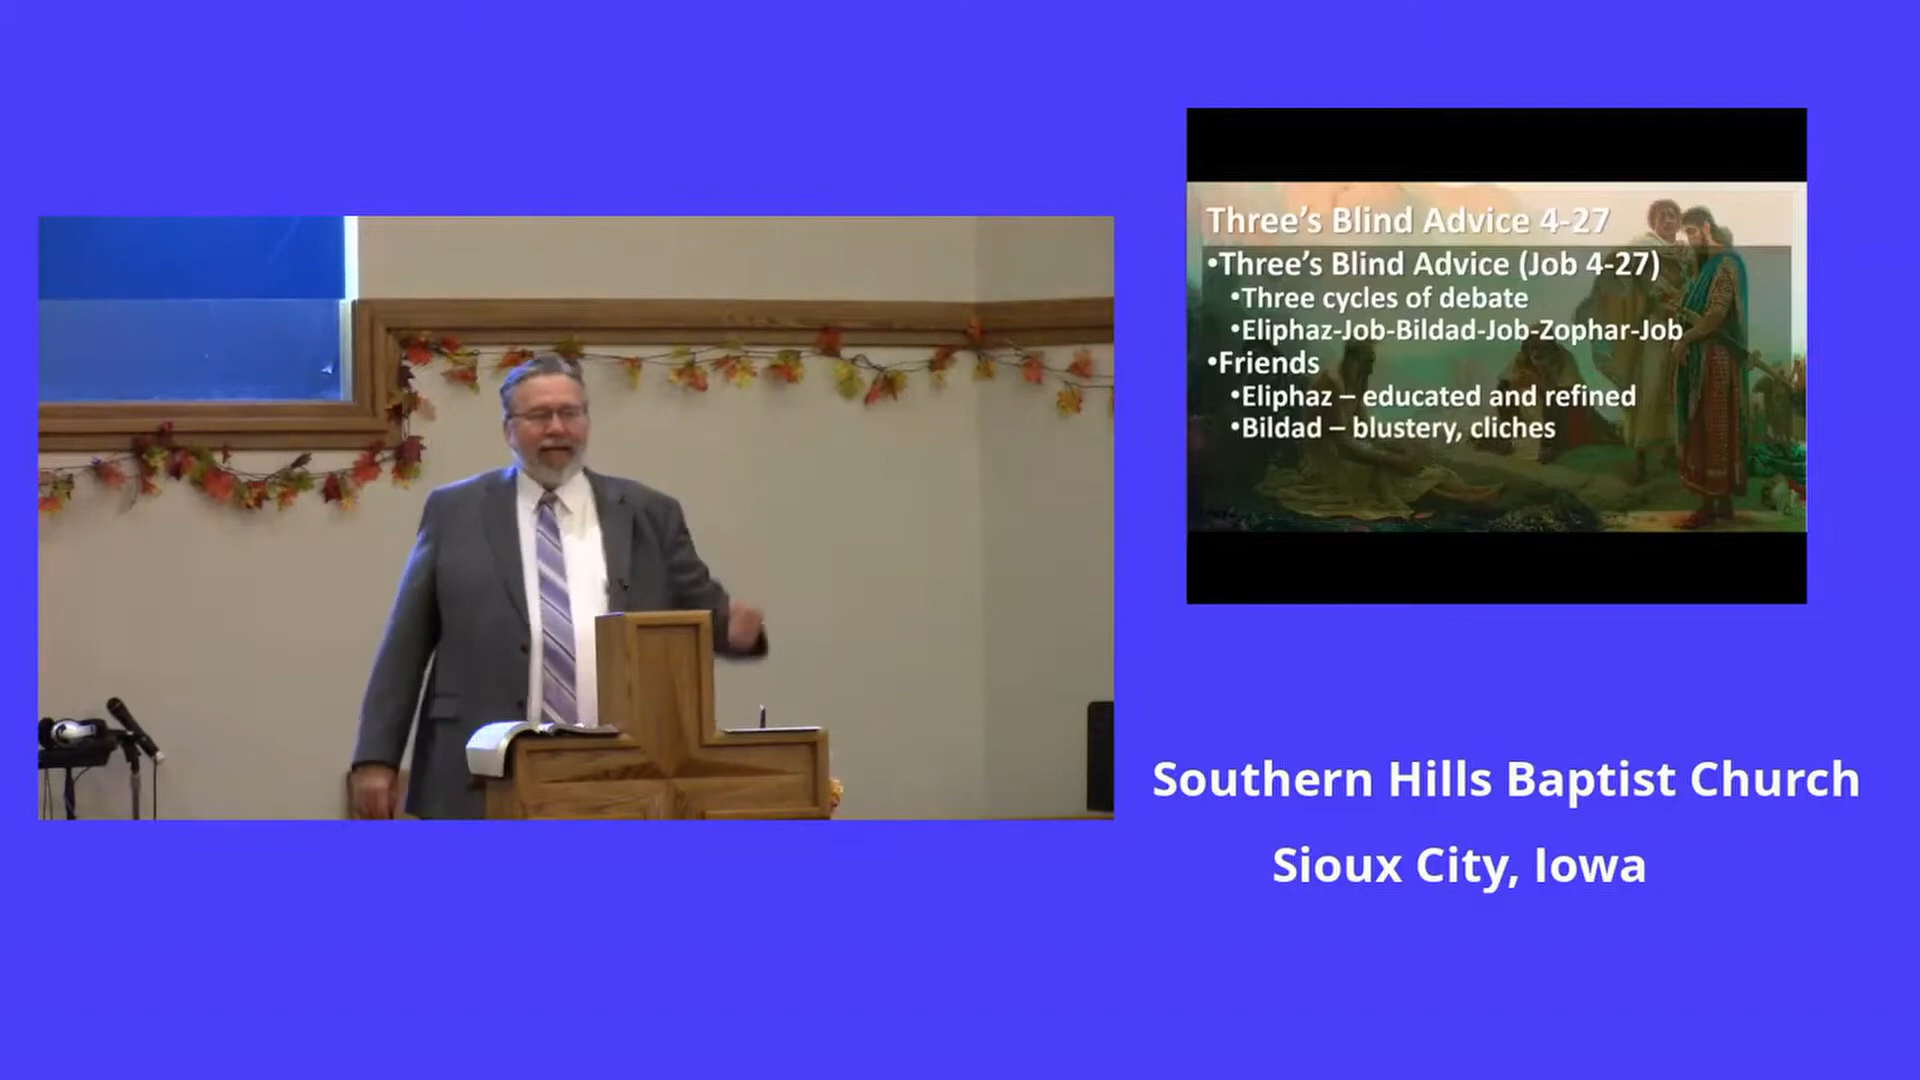 Three's Blind Advice 4-27
•Three's Blind Advice (Job 4-27)
•Three cycles of debate
•Eliphaz-Job-Bildad-Job-Zophar-Job
•Friends
•Eliphaz – educated and refined
•Bildad – blustery, cliches
Southern Hills Baptist Church
Sioux City, Iowa